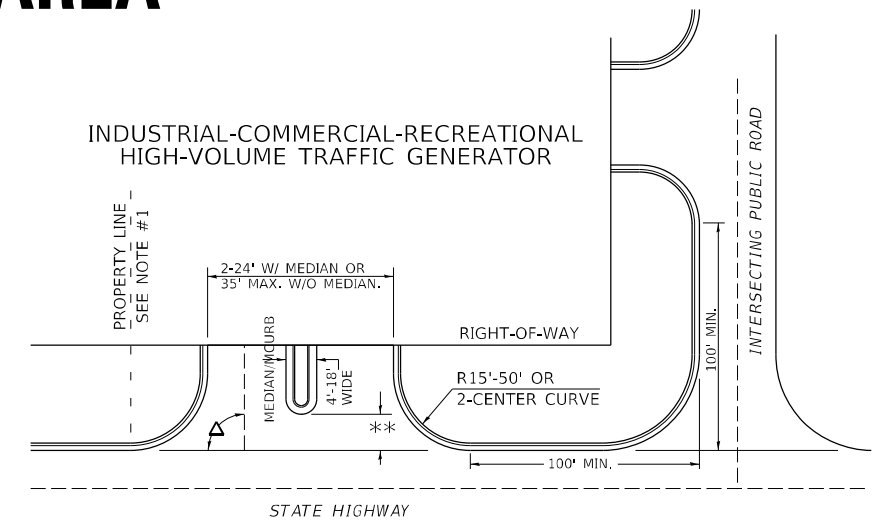 AREA
INDUSTRIAL-COMMERCIAL-RECREATIONAL
HIGH-VOLUME TRAFFIC GENERATOR
PROPERTY LINE
SEE NOTE #1
2-24' W/ MEDIAN OR
35' MAX. W/O MEDIAN.
MEDIAN/MCURB
4'-18'
WIDE
RIGHT-OF-WAY
R15'-50' OR
2-CENTER CURVE
**
Δ
100' MIN.
100' MIN.
INTERSECTING PUBLIC ROAD
STATE HIGHWAY